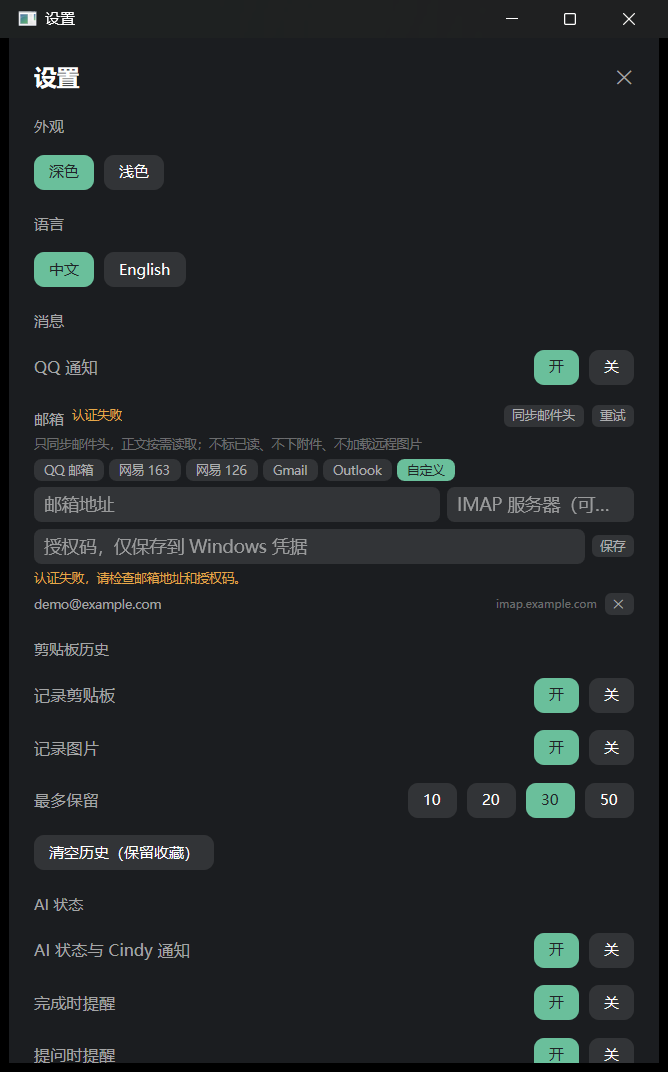 设置
设置
外观
深色 浅色
语言
中文 English
消息
QQ 通知 开 关
邮箱 认证失败 同步邮件头 重试
只同步邮件头，正文按需读取；不标已读、不下附件、不加载远程图片
QQ 邮箱 网易 163 网易 126 Gmail Outlook 自定义
邮箱地址 IMAP 服务器（可...
授权码，仅保存到 Windows 凭据 保存
认证失败，请检查邮箱地址和授权码。
demo@example.com imap.example.com
剪贴板历史
记录剪贴板 开 关
记录图片 开 关
最多保留 10 20 30 50
清空历史（保留收藏）
AI 状态
AI 状态与 Cindy 通知 开 关
完成时提醒 开 关
提问时提醒 开 关